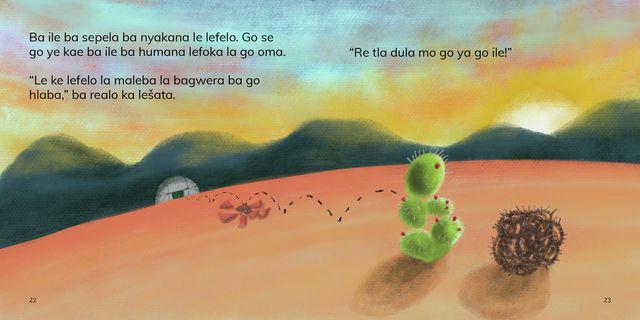 Ba ile ba sepela ba nyakana le lefelo. Go se
go ye kae ba ile ba humana lefoka la go oma.
“Le ke lefelo la maleba la bagwera ba go
hlaba,” ba realo ka lešata.
“Re tla dula mo go ya go ile!”
22
23